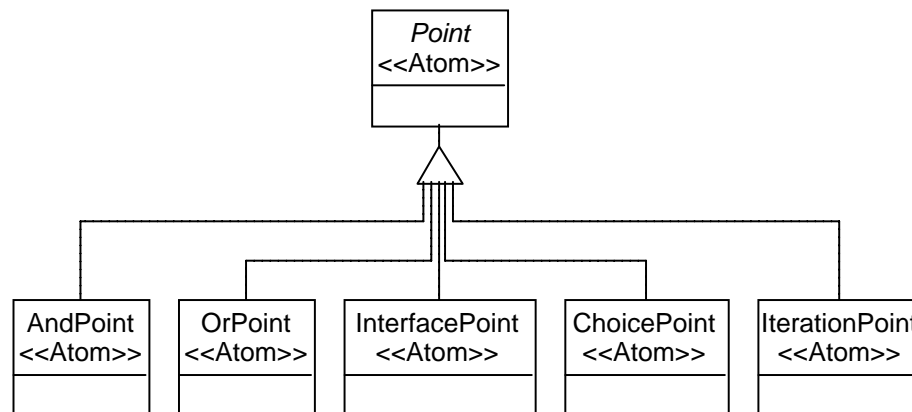 Point
<<Atom>>
AndPoint
<<Atom>>
OrPoint
<<Atom>>
InterfacePoint
<<Atom>>
ChoicePoint
<<Atom>>
IterationPoint
<<Atom>>